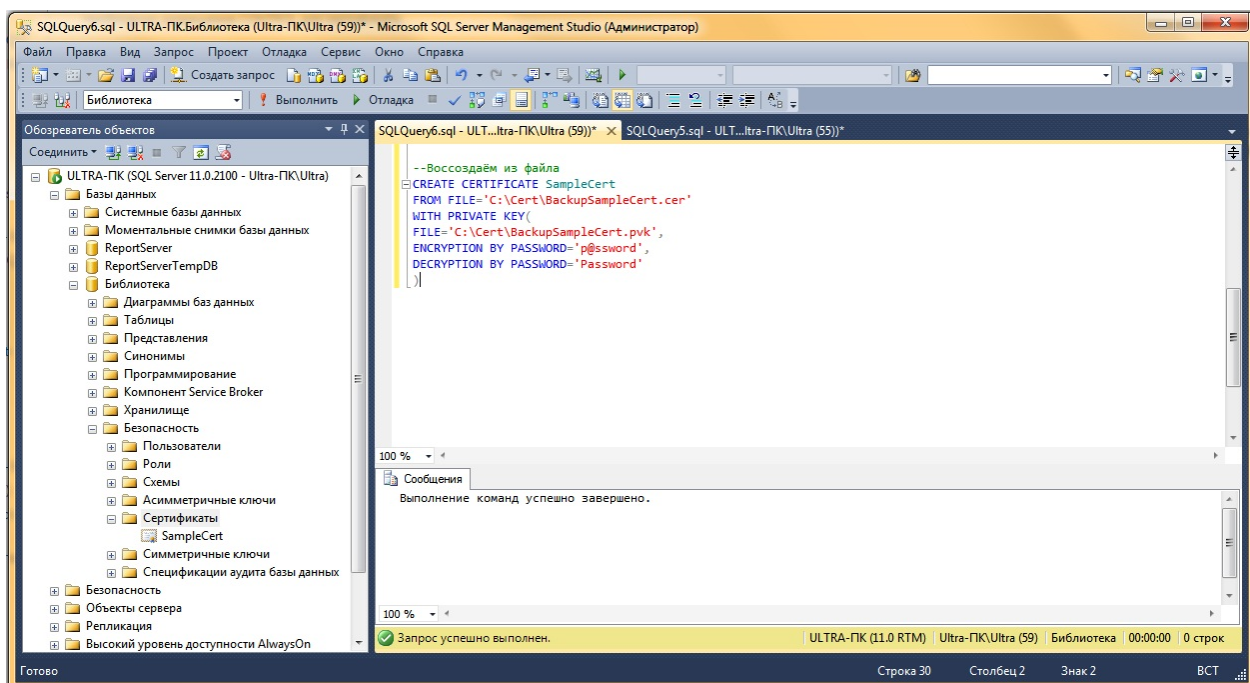 SQLQuery6.sql - ULTRA-ПК.Библиотека (Ultra-ПК\Ultra (59))* - Microsoft SQL Server Management Studio (Администратор)
Файл Правка Вид Запрос Проект Отладка Сервис Окно Справка
Создать запрос
Библиотека
Выполнить
Отладка
Обозреватель объектов
Соединить
ULTRA-ПК (SQL Server 11.0.2100 - Ultra-ПК\Ultra)
Базы данных
Системные базы данных
Моментальные снимки базы данных
ReportServer
ReportServerTempDB
Библиотека
Диаграммы баз данных
Таблицы
Представления
Синонимы
Программирование
Компонент Service Broker
Хранилище
Безопасность
Пользователи
Роли
Схемы
Асимметричные ключи
Сертификаты
SampleCert
Симметричные ключи
Спецификации аудита базы данных
Безопасность
Объекты сервера
Репликация
Высокий уровень доступности AlwaysOn
SQLQuery6.sql - ULT...ltra-ПК\Ultra (59))*
SQLQuery5.sql - ULT...ltra-ПК\Ultra (55))*
--Воссоздаём из файла
CREATE CERTIFICATE SampleCert
FROM FILE='C:\Cert\BackupSampleCert.cer'
WITH PRIVATE KEY(
FILE='C:\Cert\BackupSampleCert.pvk',
ENCRYPTION BY PASSWORD='p@ssword',
DECRYPTION BY PASSWORD='Password'
)
100 %
Сообщения
Выполнение команд успешно завершено.
100 %
Запрос успешно выполнен.
ULTRA-ПК (11.0 RTM)
Ultra-ПК\Ultra (59)
Библиотека
00:00:00
0 строк
Готово
Строка 30
Столбец 2
Знак 2
ВСТ